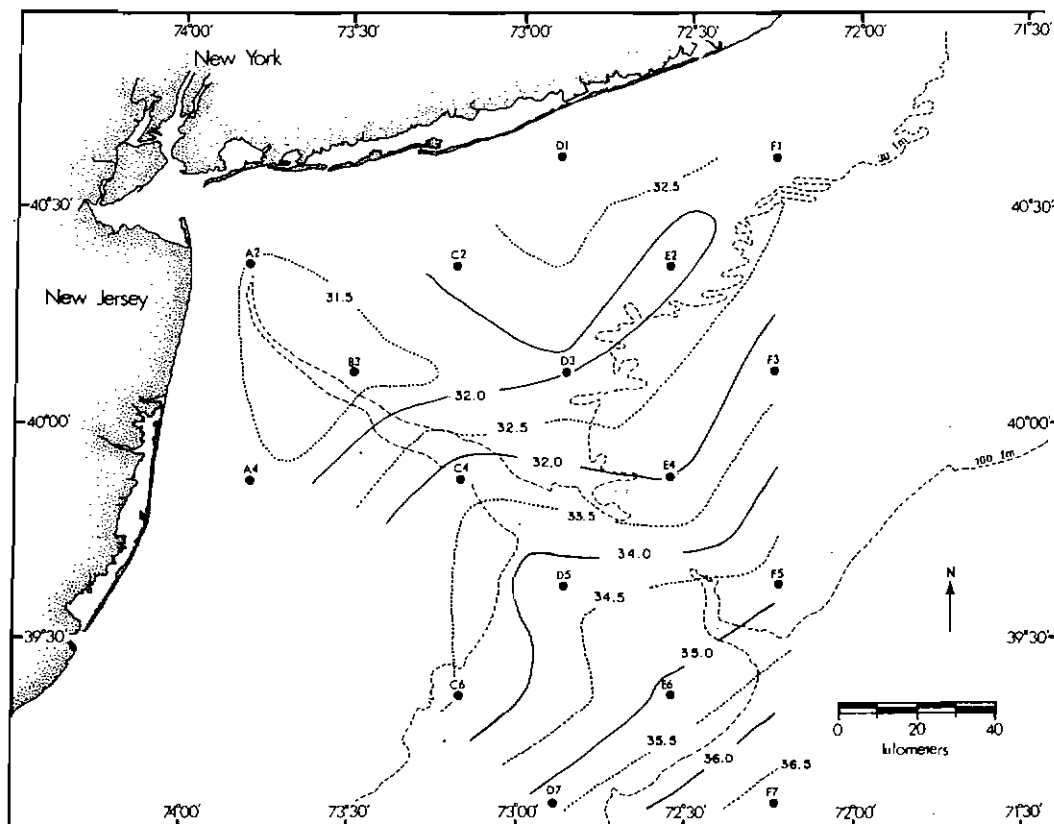 74°00'
73°30'
73°00'
72°30'
72°00'
71°30'
New York
D1
F1
32.5
40°30'
40°30'
A2
C2
E2
31.5
New Jersey
B3
D3
F3
32.0
40°00'
32.5
40°00'
32.0
100 fm
A4
C4
E4
33.5
34.0
N
D5
F5
34.5
39°30'
39°30'
35.0
C6
E6
35.5
0 20 40
kilometers
36.0
36.5
D7
F7
74°00'
73°30'
73°00'
72°30'
72°00'
71°30'